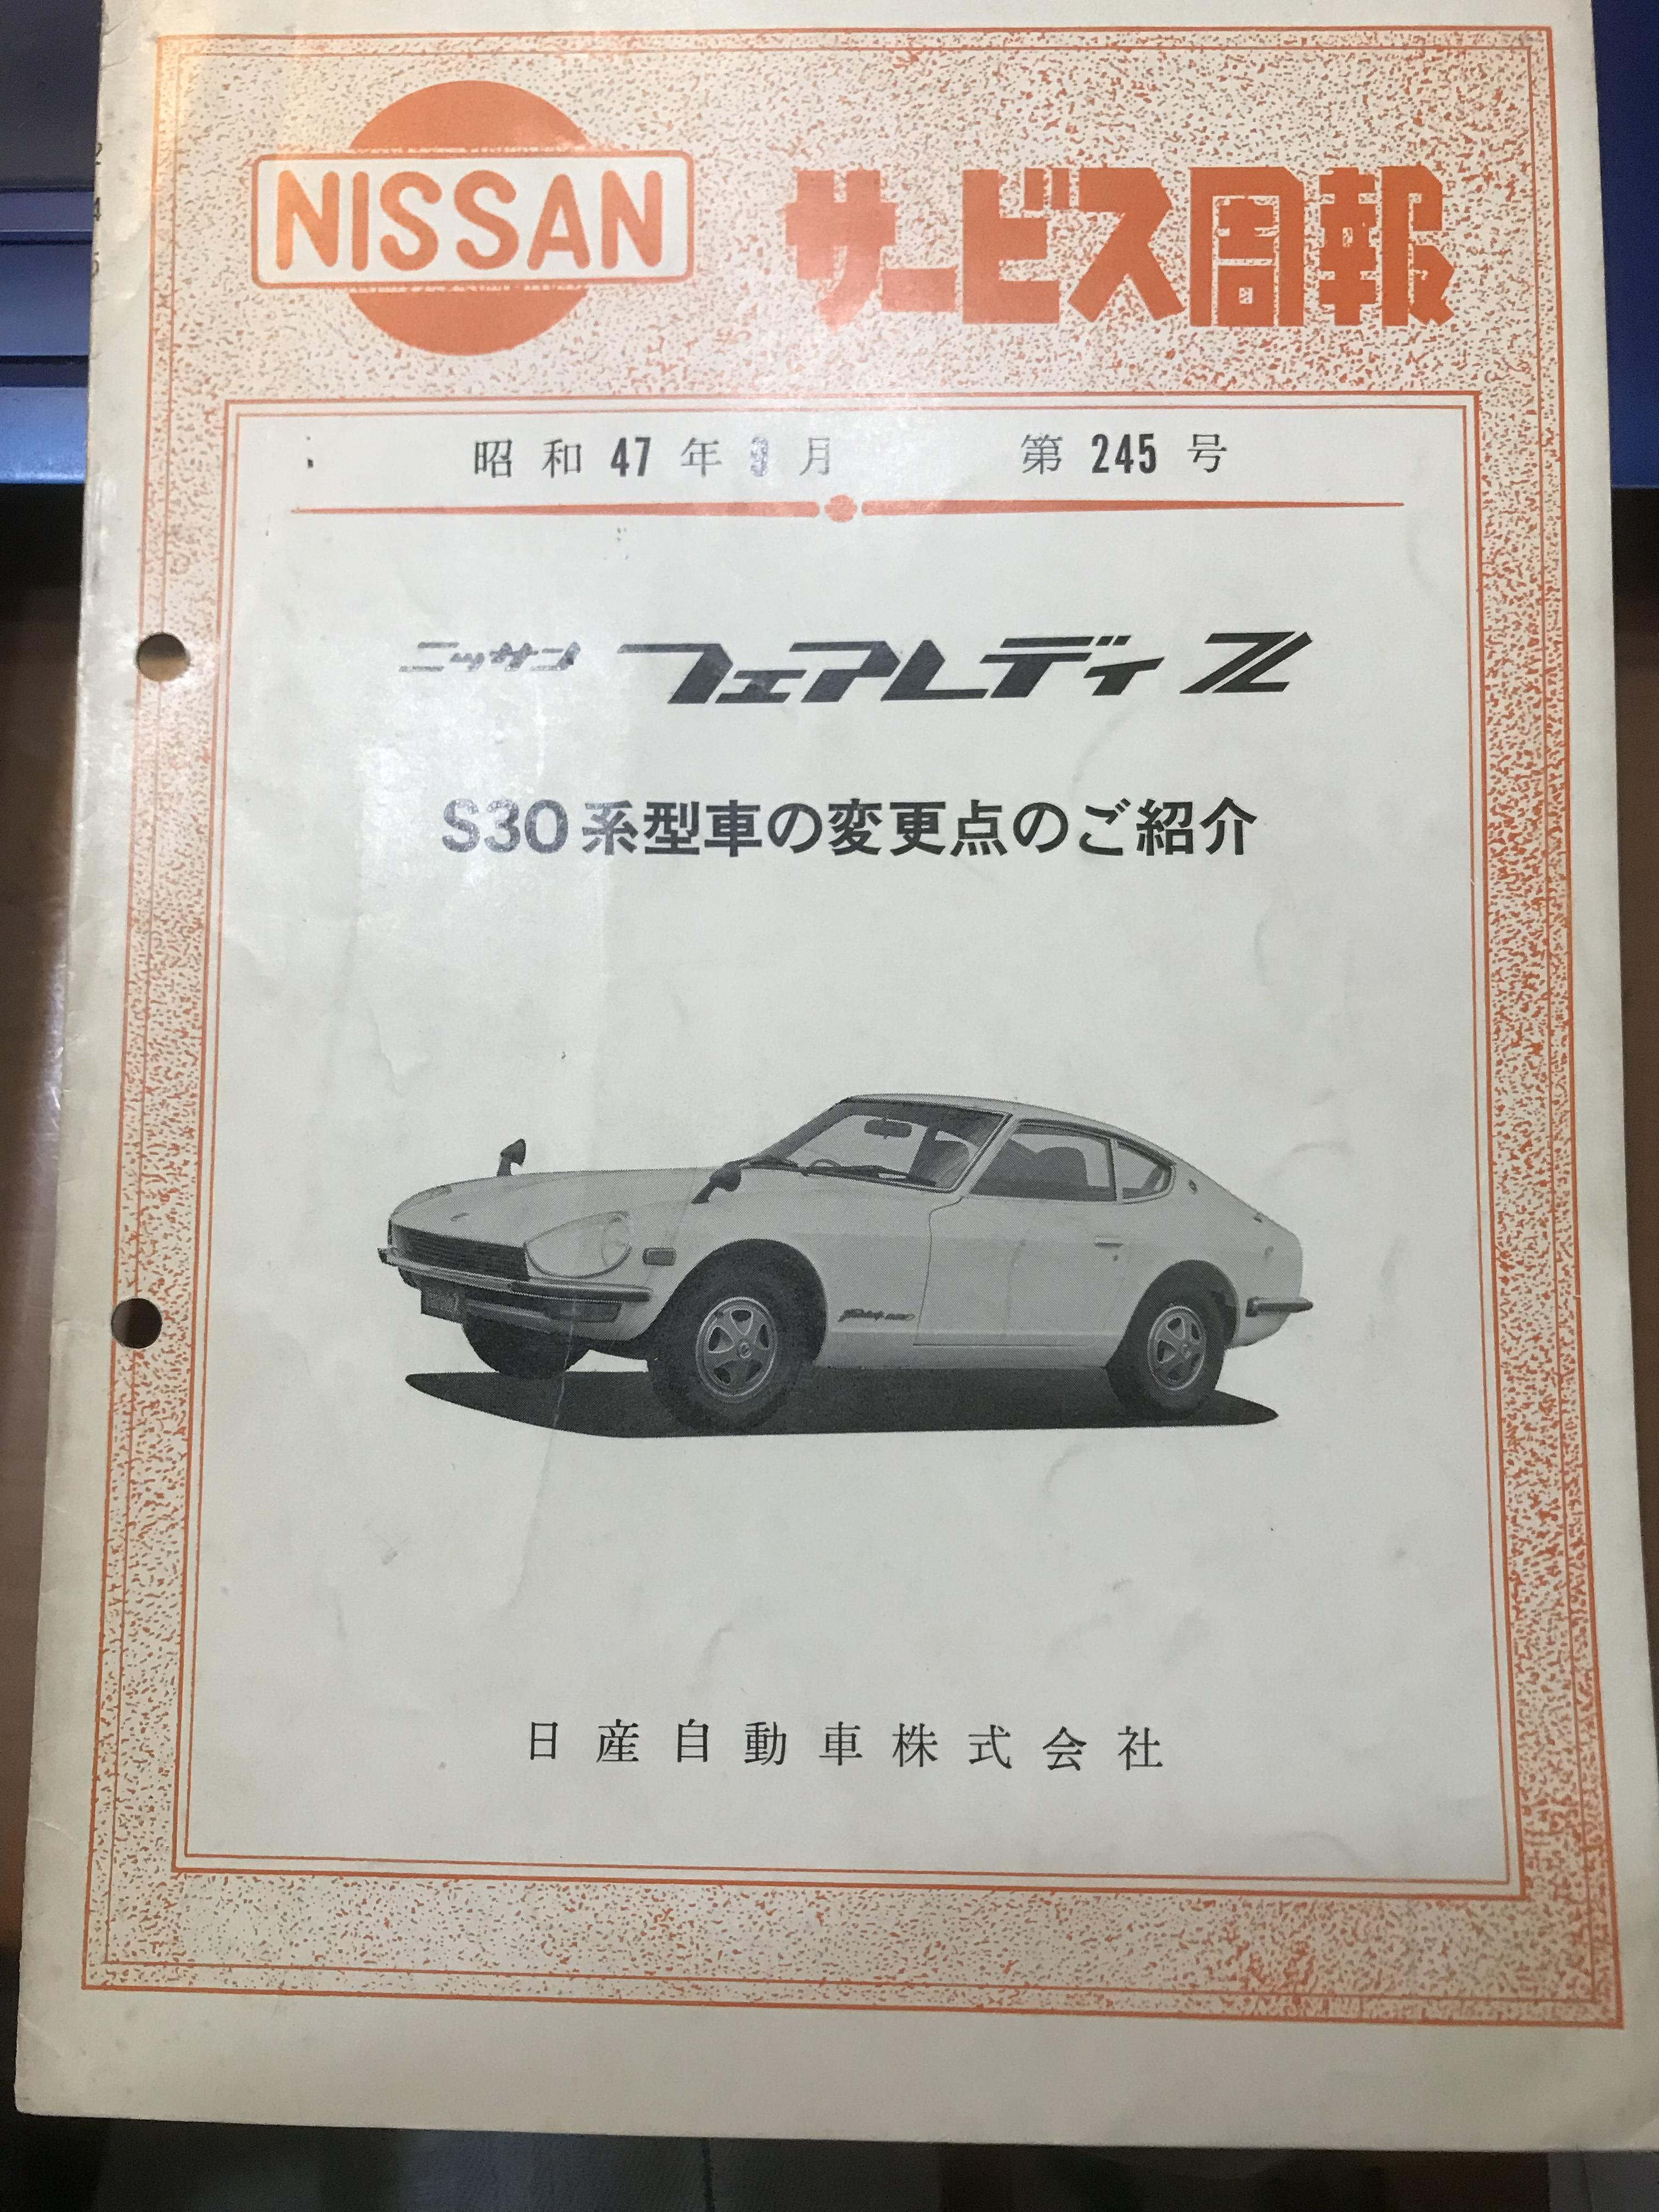 NISSAN サービス周報
昭和47年 月 第245号
ニッサン フェアレディZ
S30系型車の変更点のご紹介
日産自動車株式会社